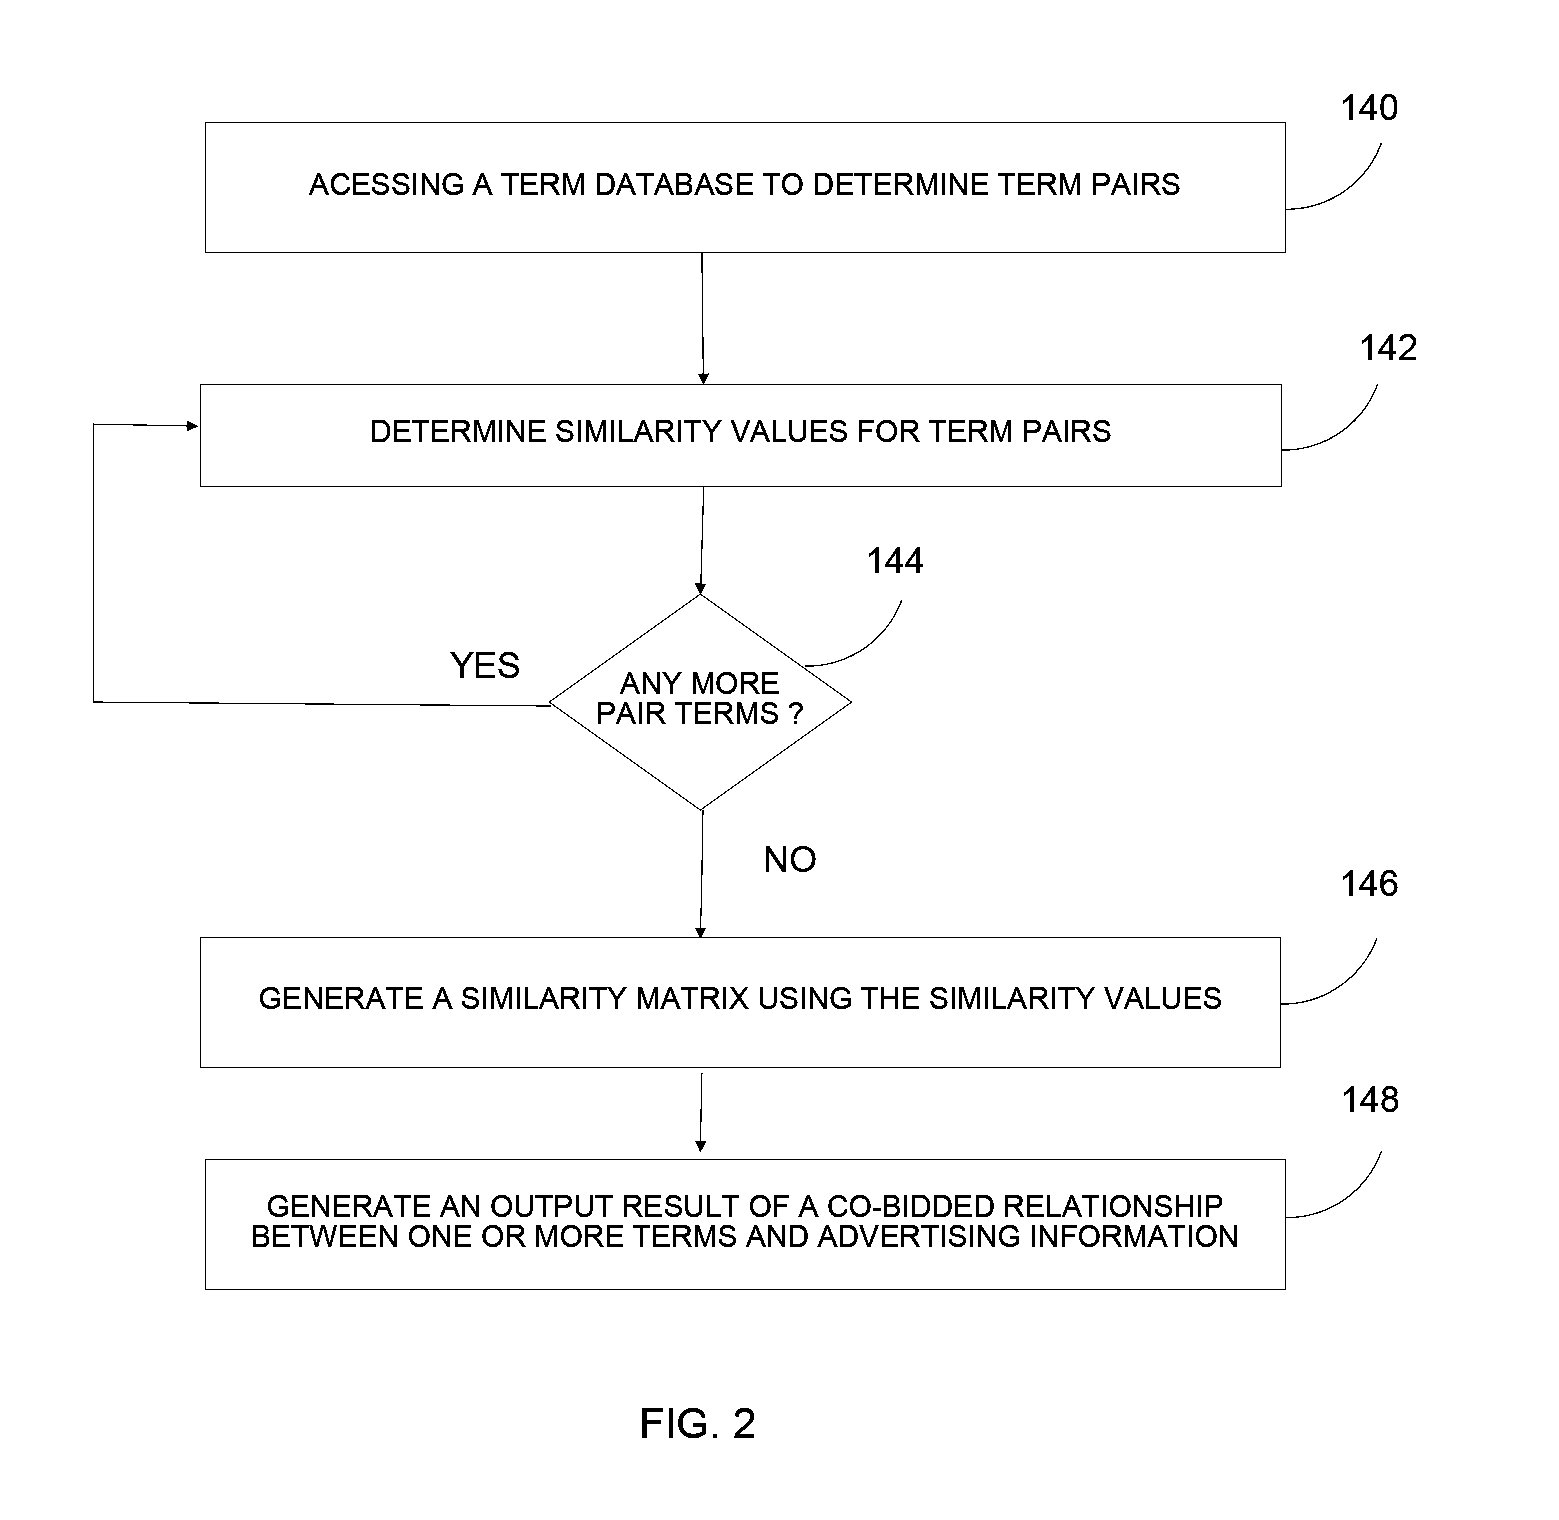 140
ACESSING A TERM DATABASE TO DETERMINE TERM PAIRS
142
DETERMINE SIMILARITY VALUES FOR TERM PAIRS
144
YES
ANY MORE
PAIR TERMS ?
NO
146
GENERATE A SIMILARITY MATRIX USING THE SIMILARITY VALUES
148
GENERATE AN OUTPUT RESULT OF A CO-BIDDED RELATIONSHIP
BETWEEN ONE OR MORE TERMS AND ADVERTISING INFORMATION
FIG. 2